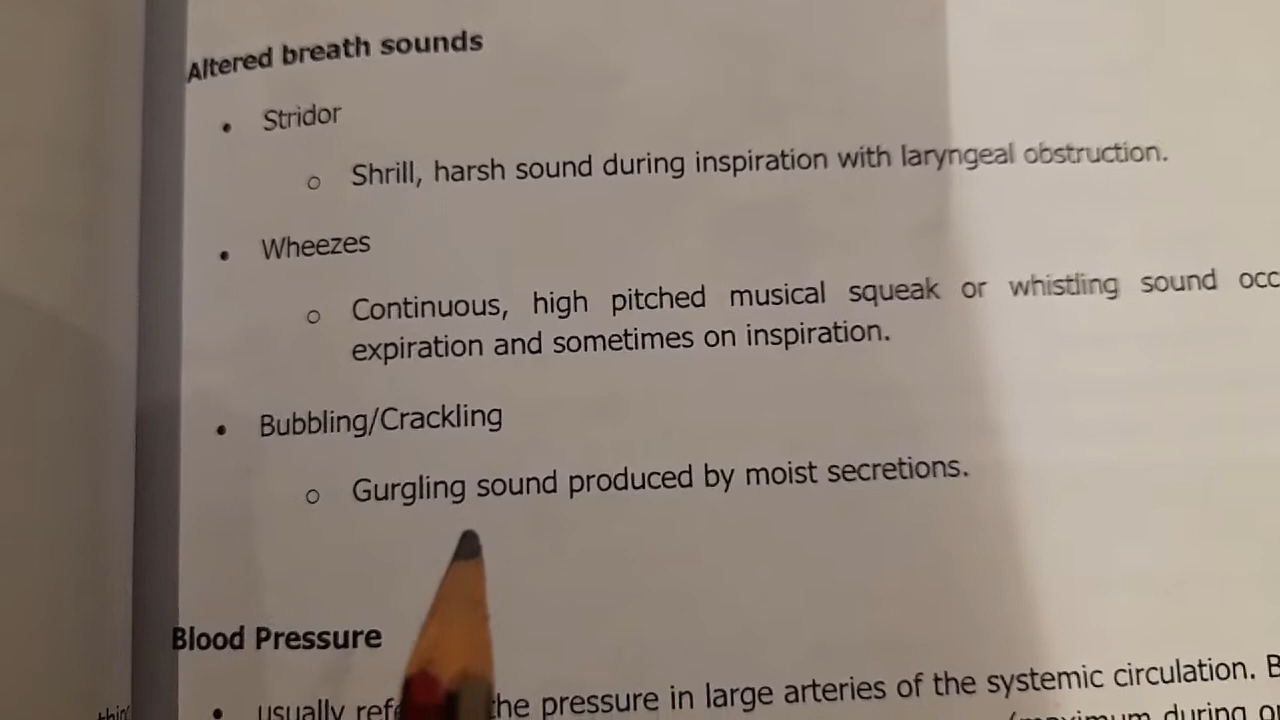 Altered breath sounds
• Stridor
o Shrill, harsh sound during inspiration with laryngeal obstruction.
• Wheezes
o Continuous, high pitched musical squeak or whistling sound occ
expiration and sometimes on inspiration.
• Bubbling/Crackling
o Gurgling sound produced by moist secretions.
Blood Pressure
• usually the pressure in large arteries of the systemic circulation. B
(maximum during